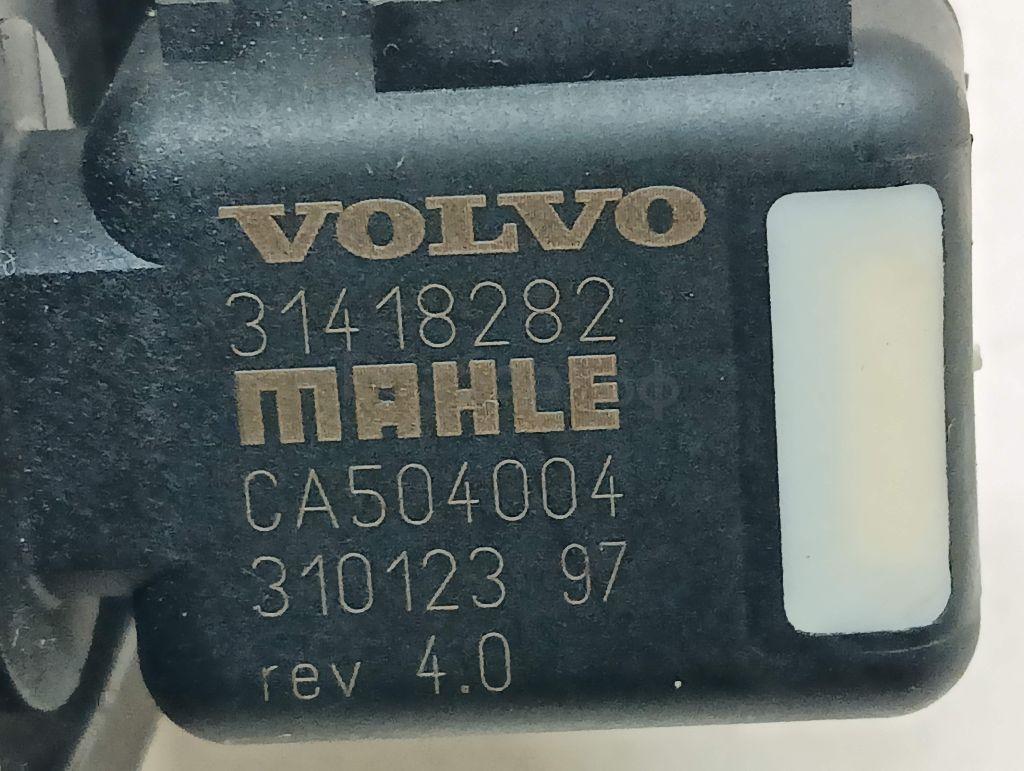 VOLVO
31418282
MAHLE
CA504004
310123 97
rev 4.0